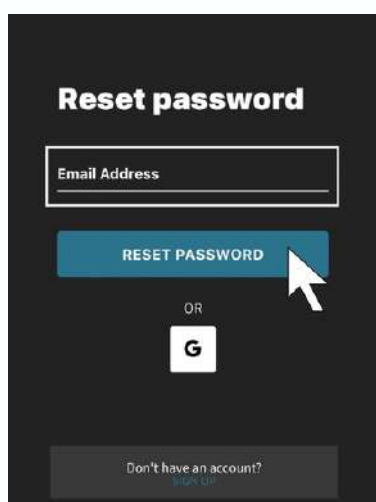 Reset password
Email Address
RESET PASSWORD
OR
G
Don't have an account?
SIGN UP